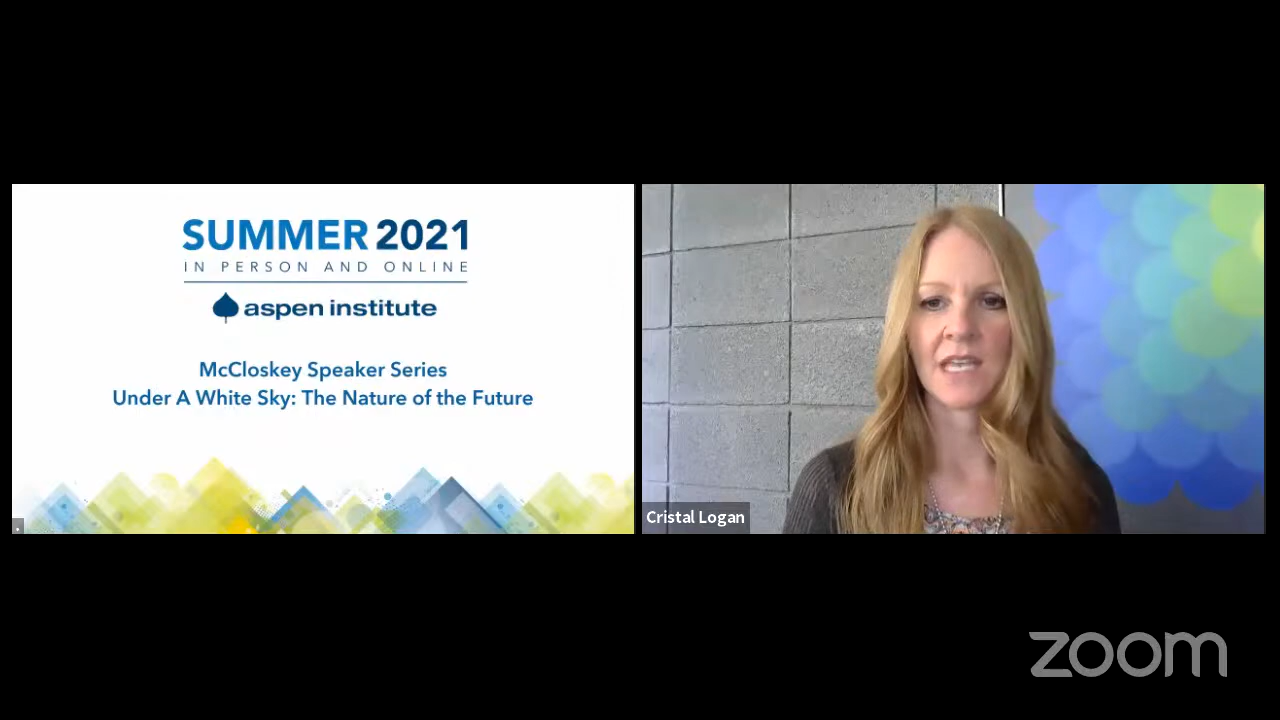 SUMMER 2021
IN PERSON AND ONLINE
aspen institute
McCloskey Speaker Series
Under A White Sky: The Nature of the Future
Cristal Logan
zoom